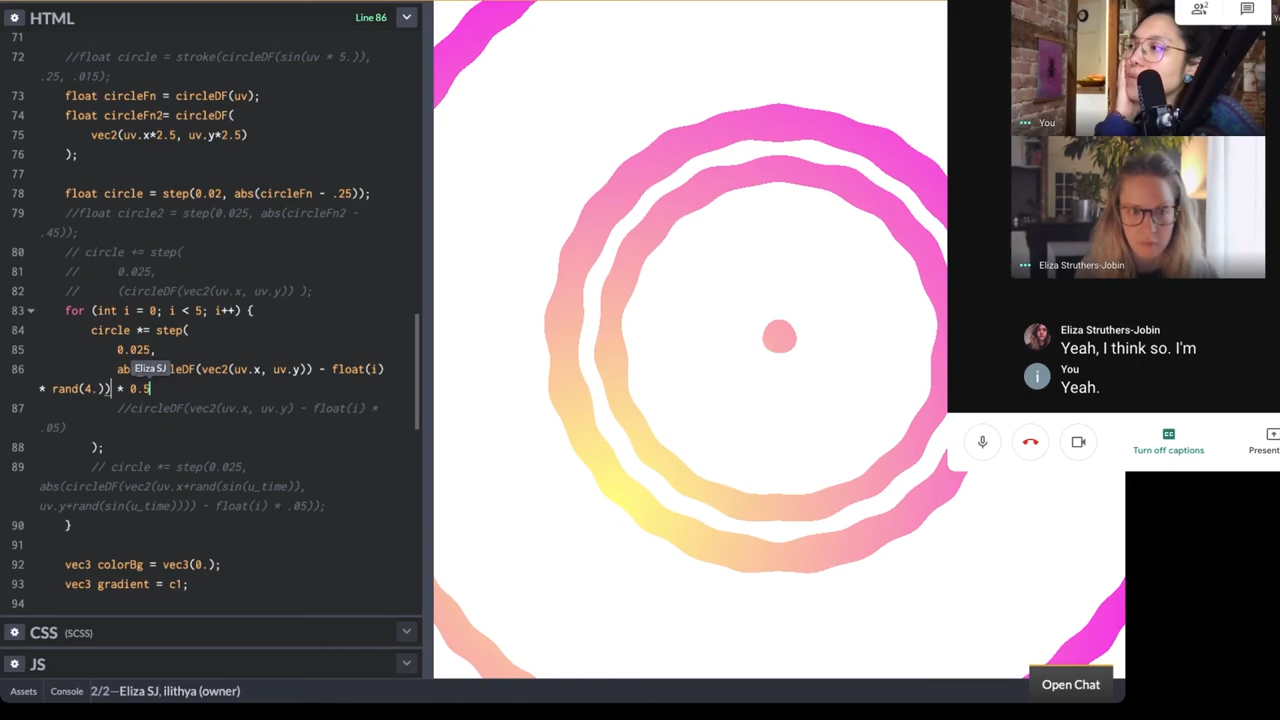 HTML
Line 86
71
72 //float circle = stroke(circleDF(sin(uv * 5.)),
.25, .015);
73 float circleFn = circleDF(uv);
74 float circleFn2= circleDF(
75 vec2(uv.x*2.5, uv.y*2.5)
76 );
77
78 float circle = step(0.02, abs(circleFn - .25));
79 //float circle2 = step(0.025, abs(circleFn2 -
.45));
80 // circle += step(
81 // 0.025,
82 // (circleDF(vec2(uv.x, uv.y)) );
83 for (int i = 0; i < 5; i++) {
84 circle *= step(
85 0.025,
Eliza SJ
86 ab leDF(vec2(uv.x, uv.y)) - float(i)
* rand(4.)) * 0.5
87 //circleDF(vec2(uv.x, uv.y) - float(i) *
.05)
88 );
89 // circle *= step(0.025,
abs(circleDF(vec2(uv.x+rand(sin(u_time)),
uv.y+rand(sin(u_time)))) - float(i) * .05));
90 }
91
92 vec3 colorBg = vec3(0.);
93 vec3 gradient = c1;
94
CSS (SCSS)
JS
Assets Console 2/2—Eliza SJ, ilithya (owner)
Open Chat
2
You
Eliza Struthers-Jobin
Eliza Struthers-Jobin
Yeah, I think so. I'm
i
You
Yeah.
Turn off captions
Present